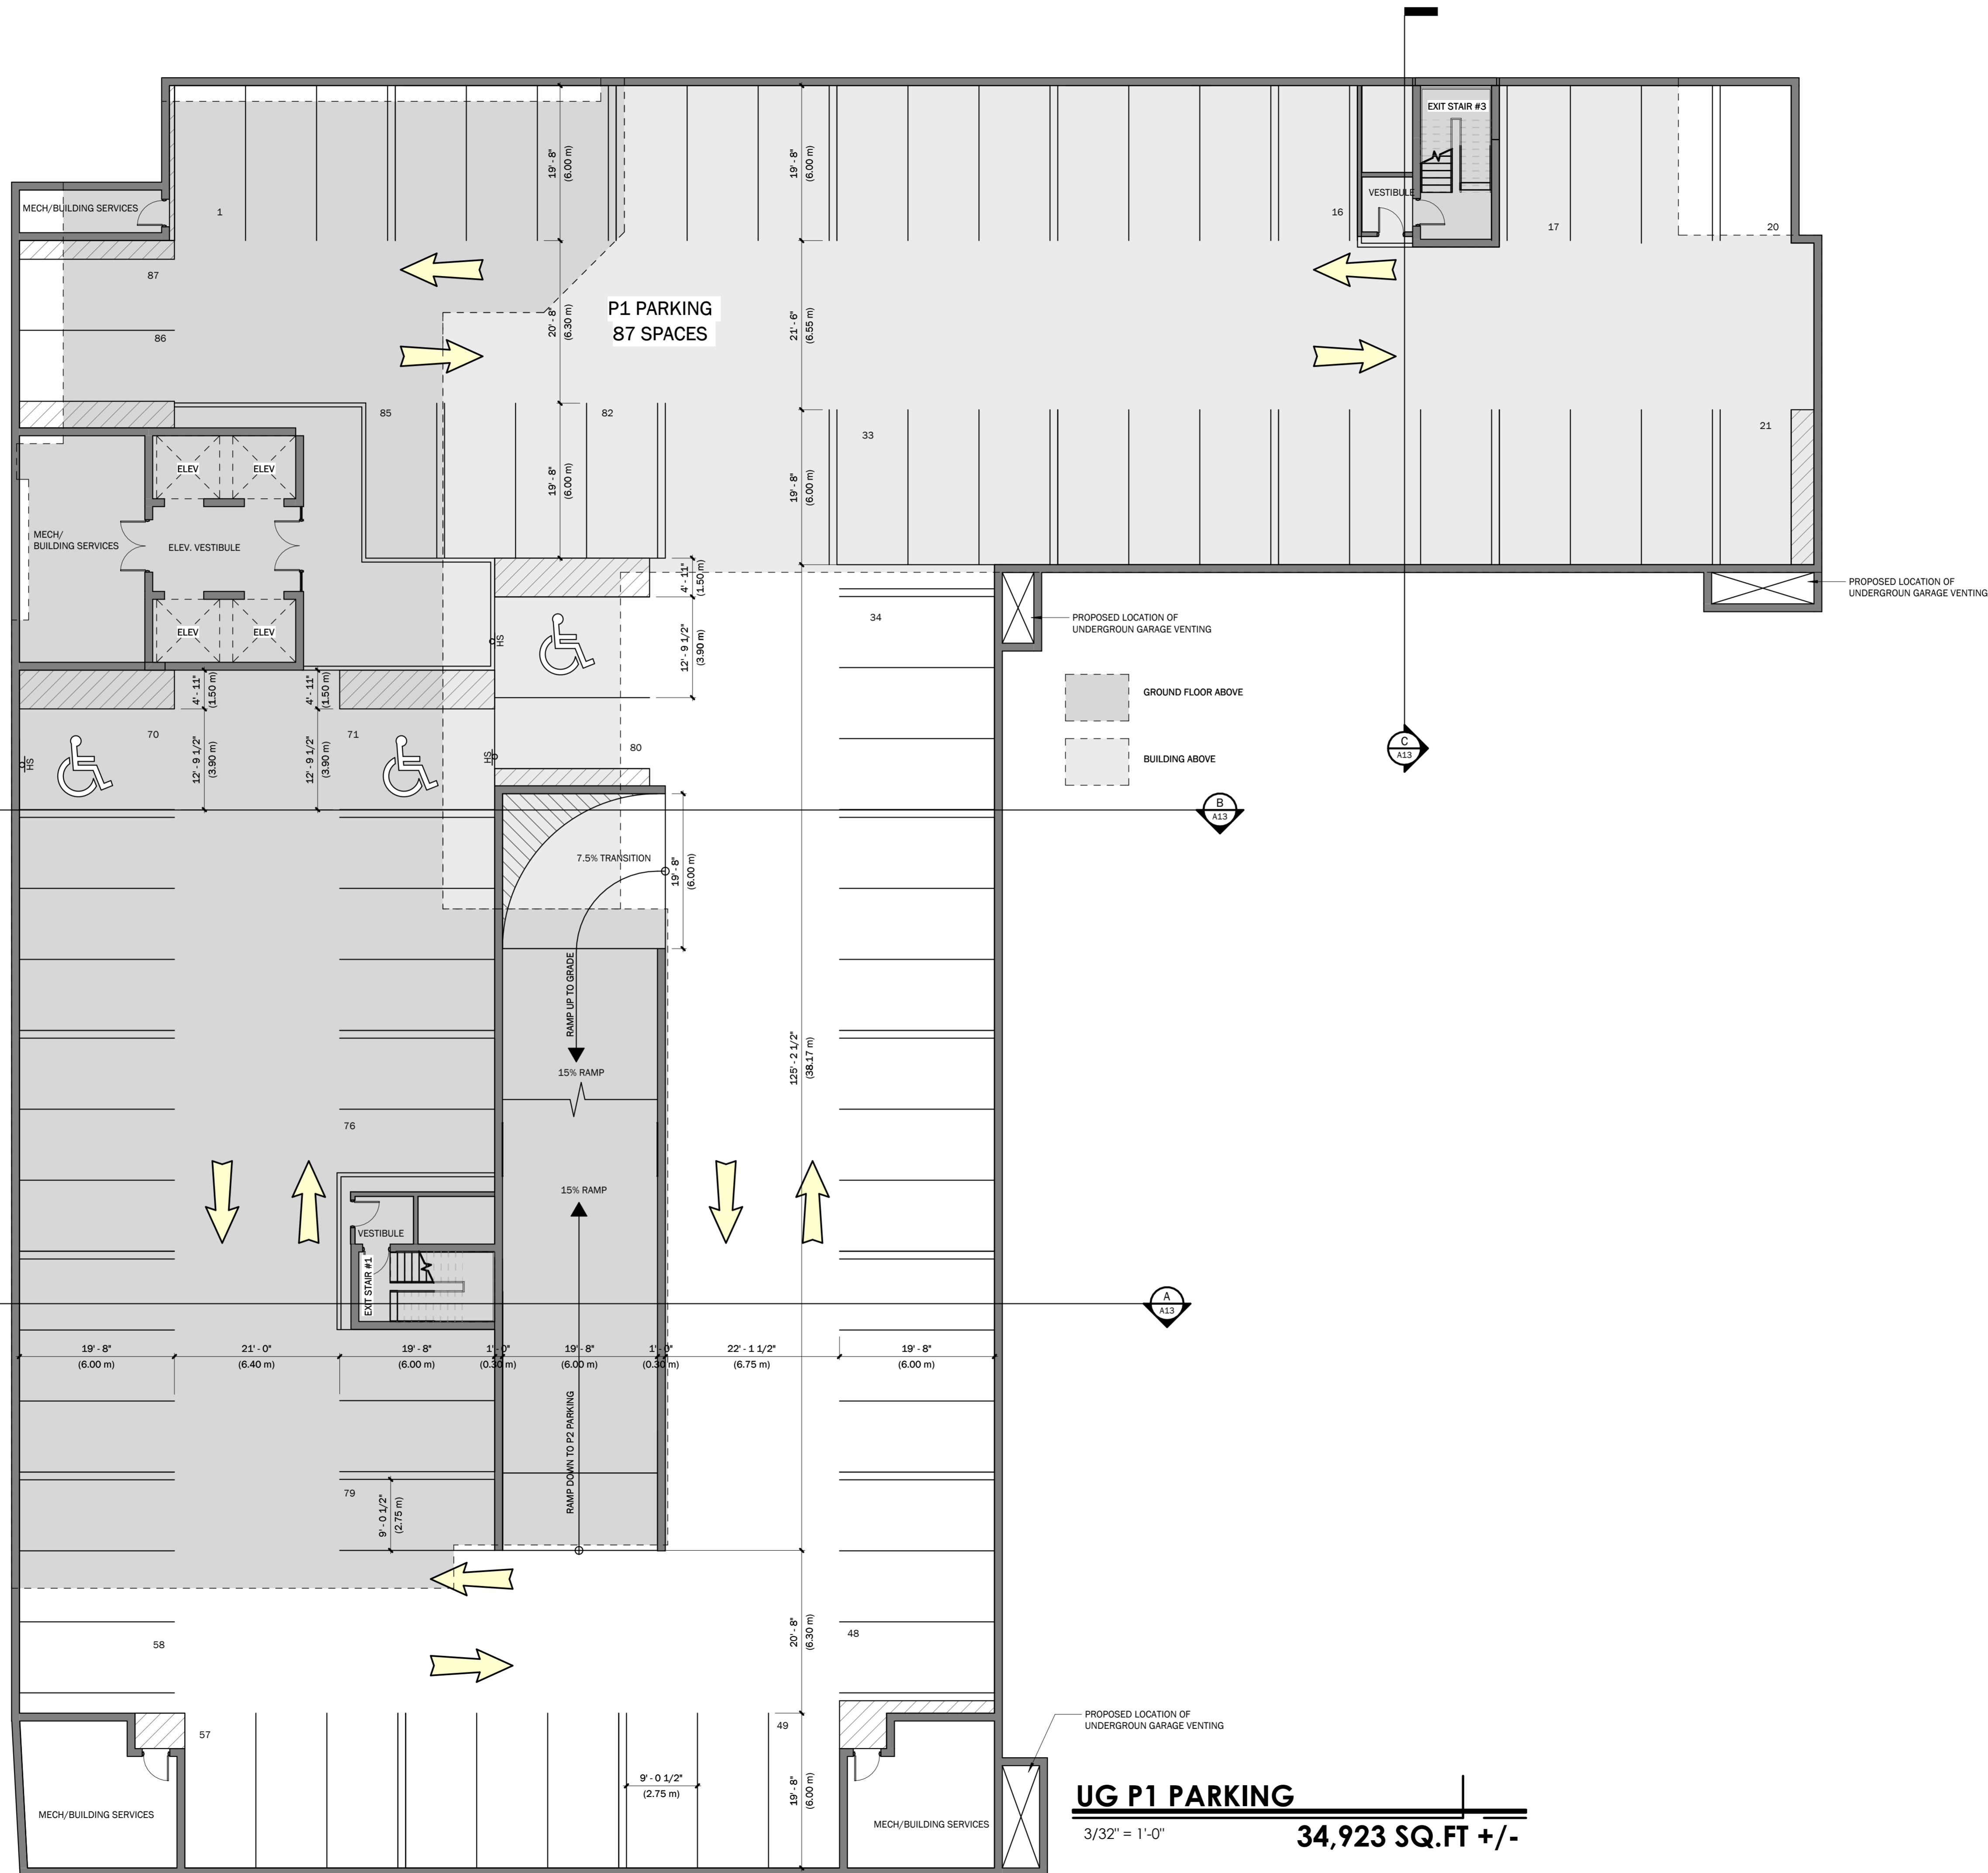 EXIT STAIR #3
19' - 8"
(6.00 m)
19' - 8"
(6.00 m)
VESTIBULE
MECH/BUILDING SERVICES
1
16
17
20
87
P1 PARKING
87 SPACES
20' - 8"
(6.30 m)
21' - 6"
(6.55 m)
86
85
82
33
21
ELEV
ELEV
19' - 8"
(6.00 m)
19' - 8"
(6.00 m)
MECH/
BUILDING SERVICES
ELEV. VESTIBULE
4' - 11"
(1.50 m)
PROPOSED LOCATION OF
UNDERGROUN GARAGE VENTING
34
PROPOSED LOCATION OF
UNDERGROUN GARAGE VENTING
ELEV
ELEV
HS
12' - 9 1/2"
(3.90 m)
4' - 11"
(1.50 m)
4' - 11"
(1.50 m)
GROUND FLOOR ABOVE
70
71
80
HS
HS
12' - 9 1/2"
(3.90 m)
12' - 9 1/2"
(3.90 m)
BUILDING ABOVE
C
A13
B
A13
7.5% TRANSITION
19' - 8"
(6.00 m)
RAMP UP TO GRADE
15% RAMP
125' - 2 1/2"
(38.17 m)
76
15% RAMP
VESTIBULE
EXIT STAIR #1
A
A13
19' - 8"
(6.00 m)
21' - 0"
(6.40 m)
19' - 8"
(6.00 m)
1' - 0"
(0.30 m)
19' - 8"
(6.00 m)
1' - 0"
(0.30 m)
22' - 1 1/2"
(6.75 m)
19' - 8"
(6.00 m)
RAMP DOWN TO P2 PARKING
79
9' - 0 1/2"
(2.75 m)
58
20' - 8"
(6.30 m)
48
57
49
PROPOSED LOCATION OF
UNDERGROUN GARAGE VENTING
9' - 0 1/2"
(2.75 m)
19' - 8"
(6.00 m)
MECH/BUILDING SERVICES
MECH/BUILDING SERVICES
UG P1 PARKING
3/32" = 1'-0"
34,923 SQ.FT +/-